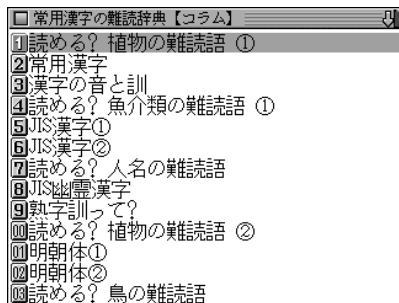 常用漢字の難読辞典【コラム】
1読める? 植物の難読語 ①
2常用漢字
3漢字の音と訓
4読める? 魚介類の難読語 ①
5JIS漢字①
6JIS漢字②
7読める? 人名の難読語
8JIS幽霊漢字
9熟字訓って?
00読める? 植物の難読語 ②
01明朝体①
02明朝体②
03読める? 鳥の難読語